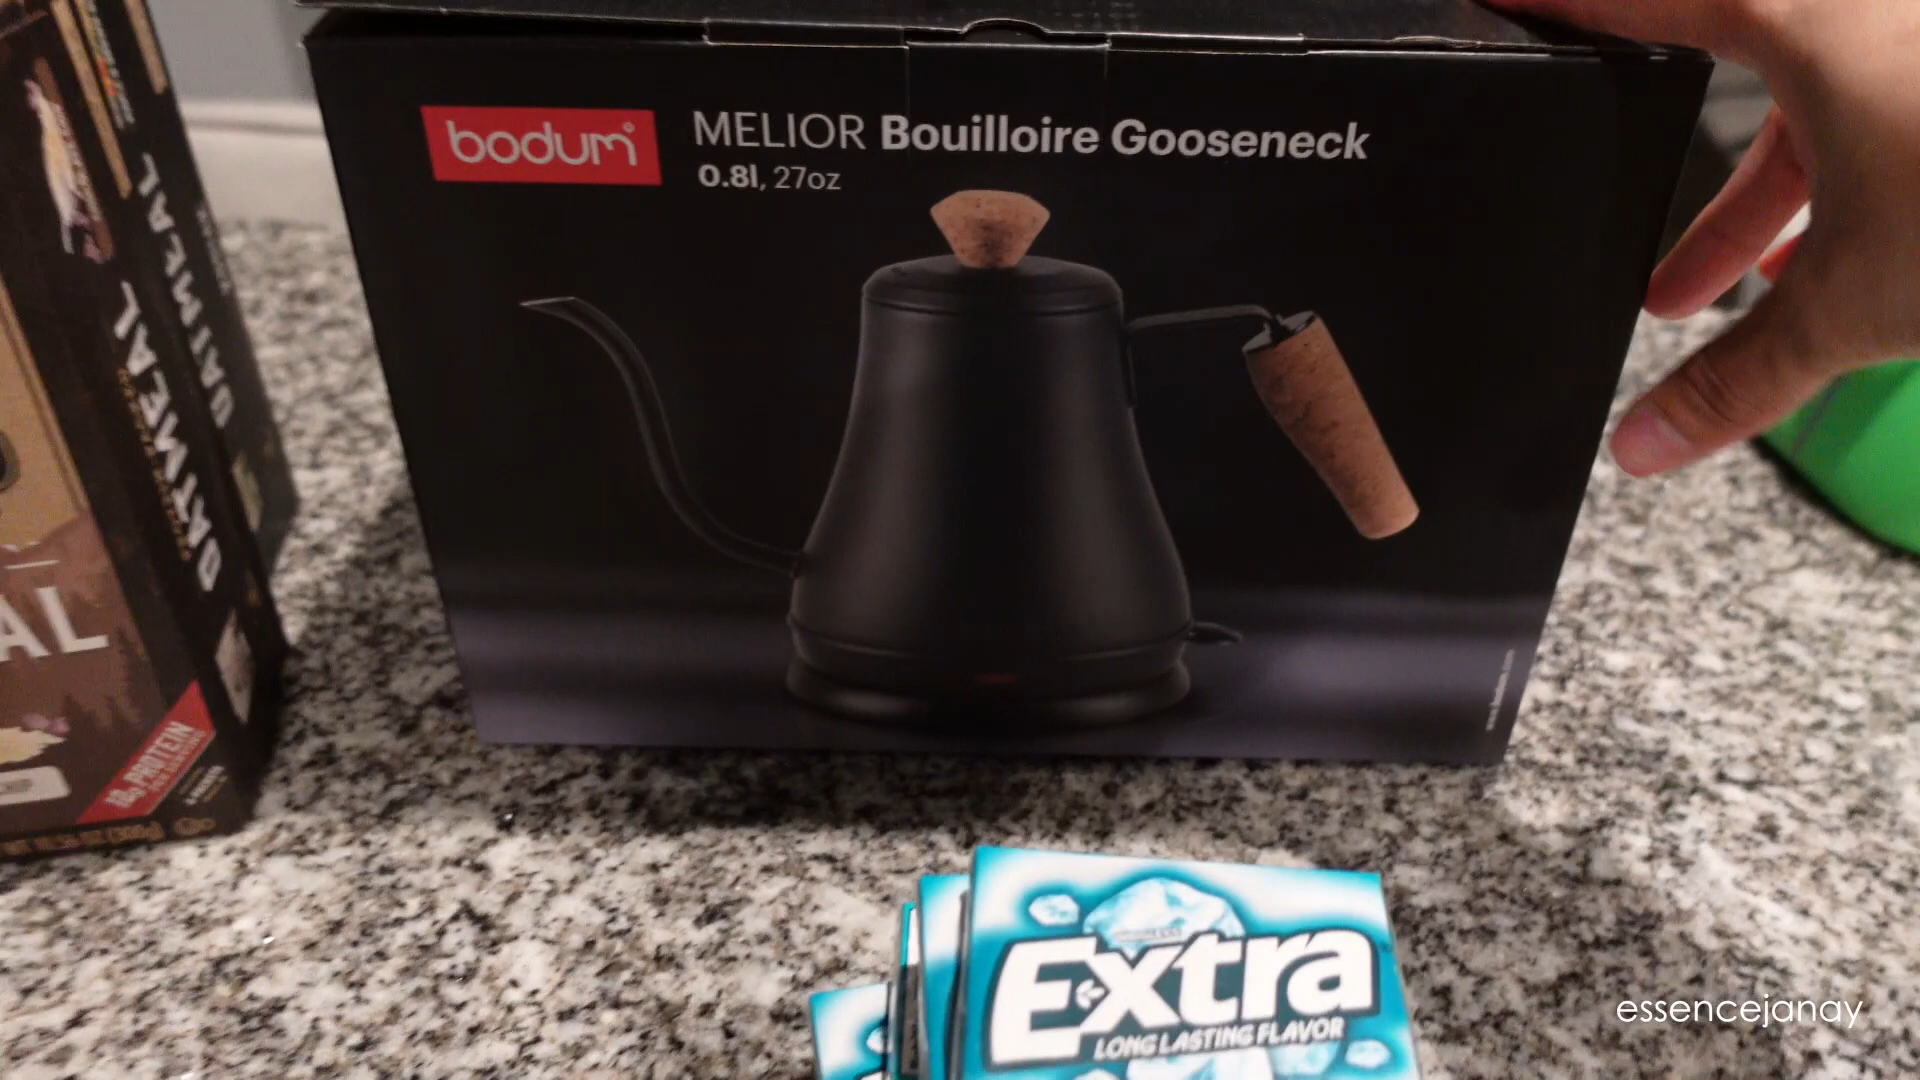 bodum
MELIOR Bouilloire Gooseneck
0.8l, 27oz
OATMEAL
OATMEAL
AL
PROTEIN
Extra
LONG LASTING FLAVOR
essencejanay